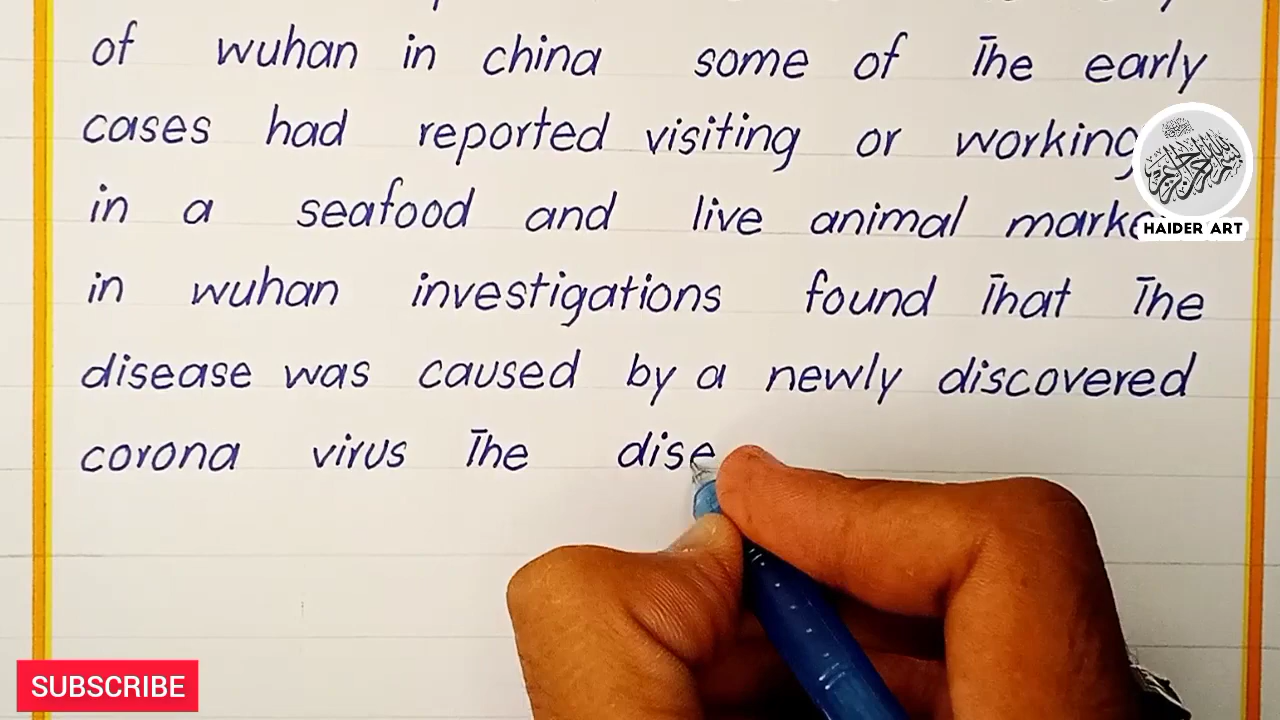 of wuhan in china some of The early
cases had reported visiting or working
in a seafood and live animal
in wuhan investigations found That The
disease was caused by a newly discovered
corona virus The dise
HAIDER ART
SUBSCRIBE